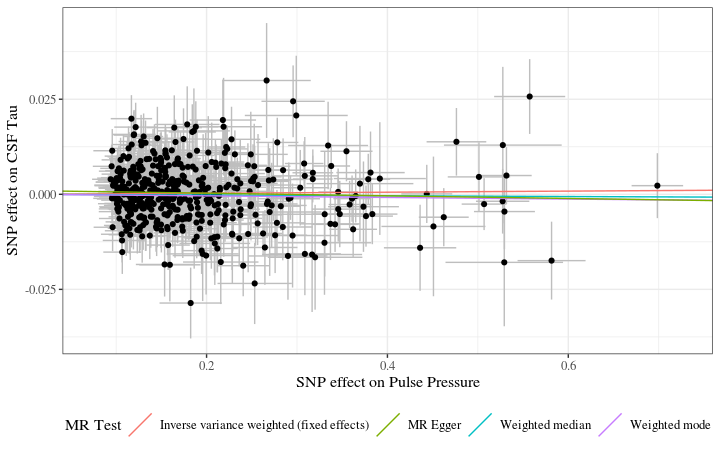 SNP effect on CSF Tau
0.025
0.000
-0.025
0.2 0.4 0.6
SNP effect on Pulse Pressure
MR Test Inverse variance weighted (fixed effects) MR Egger Weighted median Weighted mode